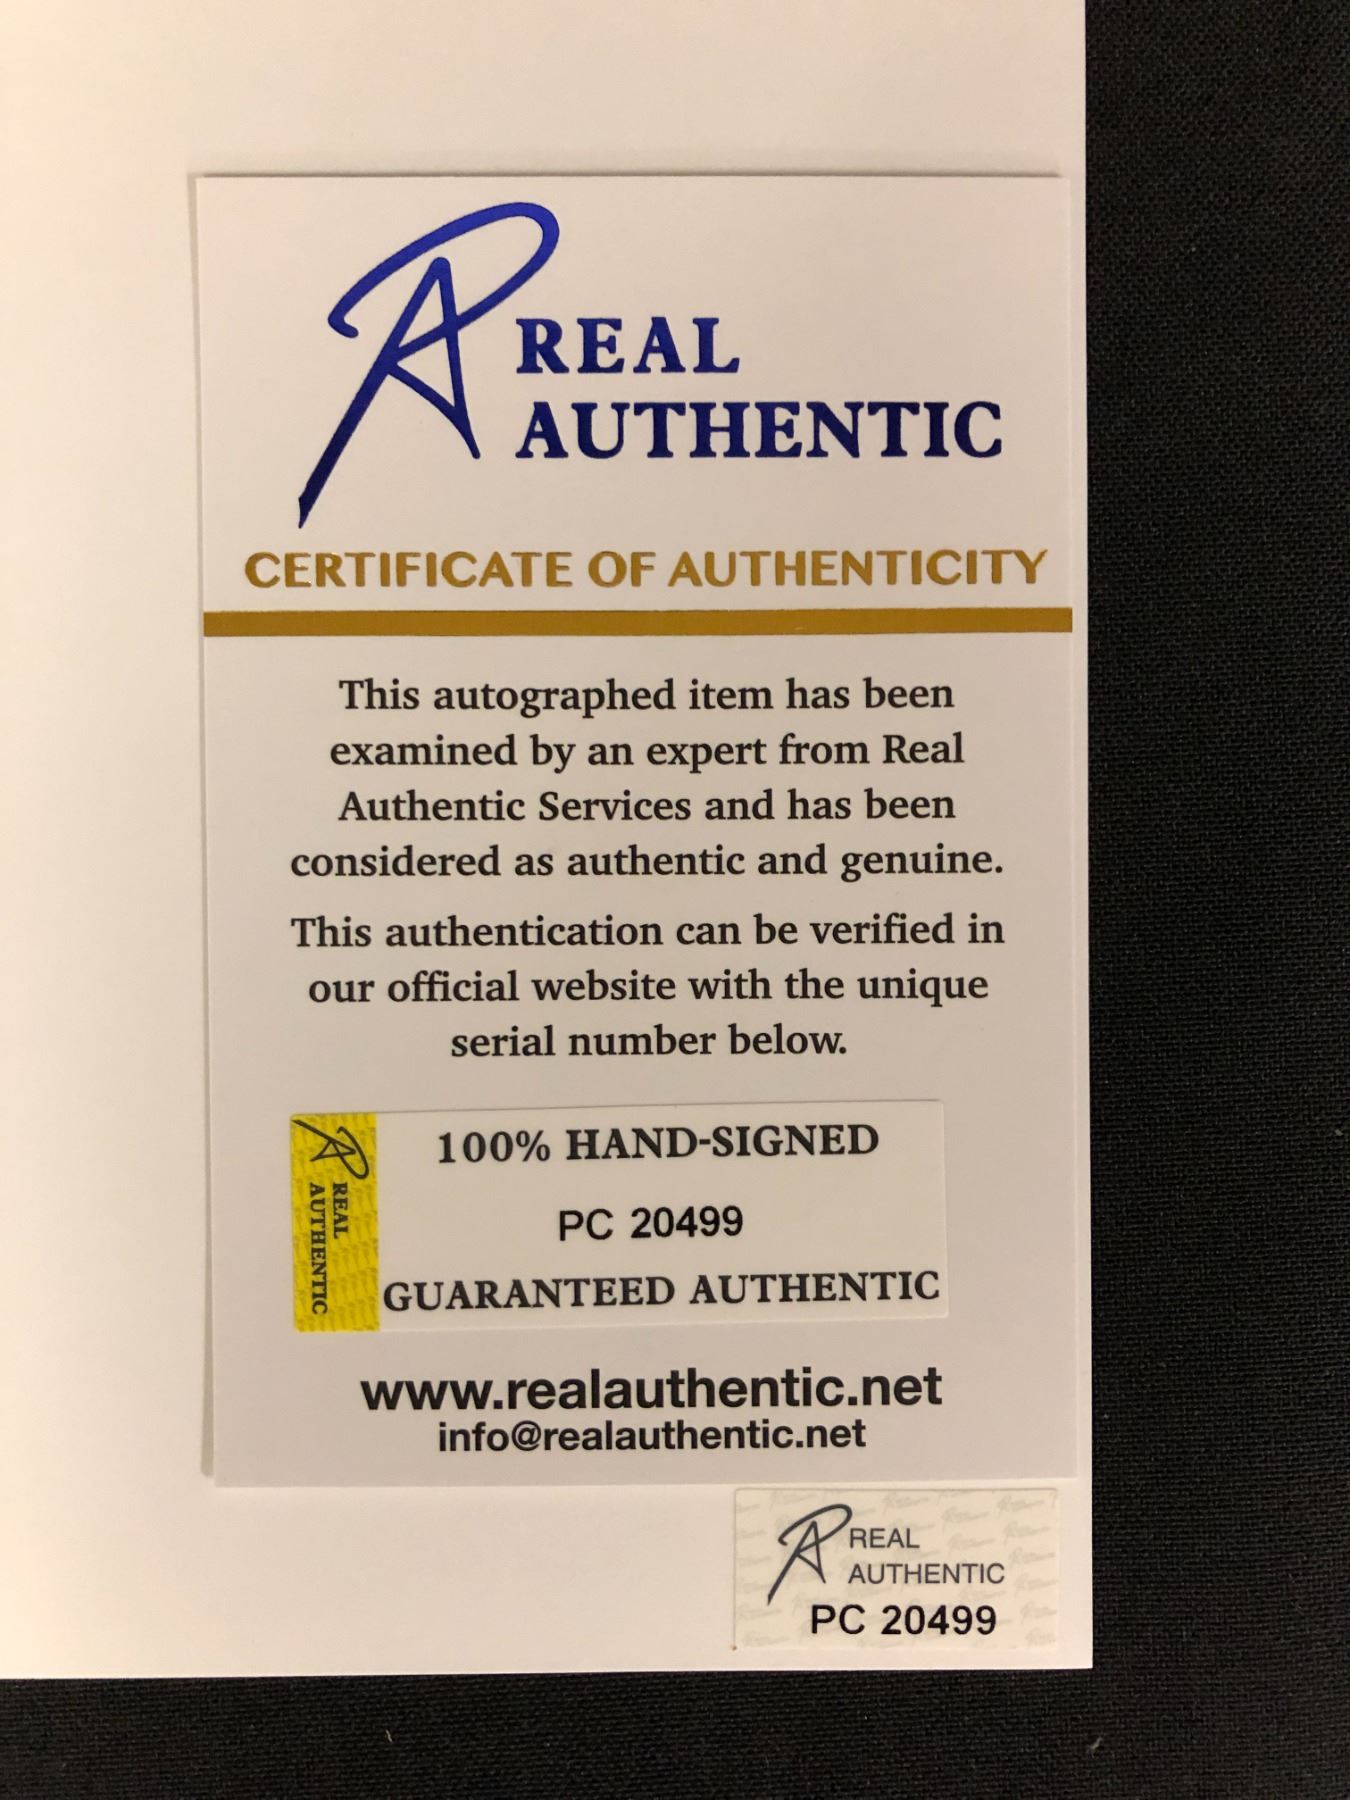 REAL
AUTHENTIC
CERTIFICATE OF AUTHENTICITY
This autographed item has been
examined by an expert from Real
Authentic Services and has been
considered as authentic and genuine.
This authentication can be verified in
our official website with the unique
serial number below.
REAL
AUTHENTIC
100% HAND-SIGNED
PC 20499
GUARANTEED AUTHENTIC
www.realauthentic.net
info@realauthentic.net
REAL
AUTHENTIC
PC 20499